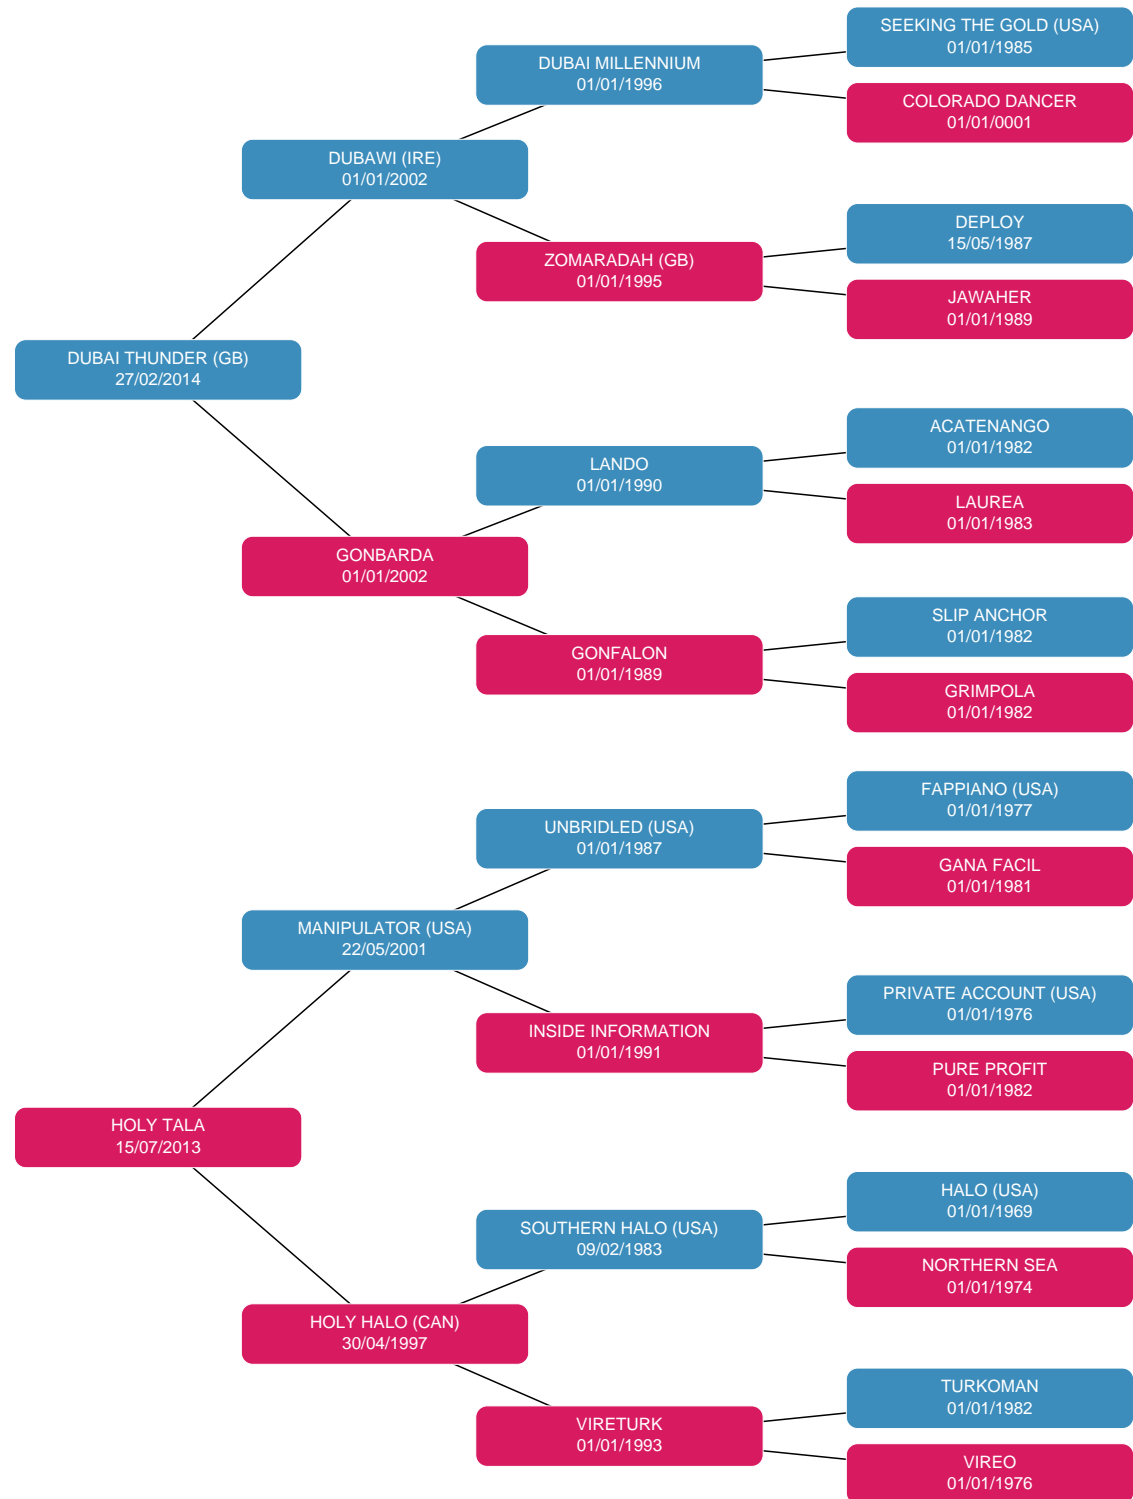 SEEKING THE GOLD (USA)
01/01/1985
DUBAI MILLENNIUM
01/01/1996
COLORADO DANCER
01/01/0001
DUBAWI (IRE)
01/01/2002
DEPLOY
15/05/1987
ZOMARADAH (GB)
01/01/1995
JAWAHER
01/01/1989
DUBAI THUNDER (GB)
27/02/2014
ACATENANGO
01/01/1982
LANDO
01/01/1990
LAUREA
01/01/1983
GONBARDA
01/01/2002
SLIP ANCHOR
01/01/1982
GONFALON
01/01/1989
GRIMPOLA
01/01/1982
FAPPIANO (USA)
01/01/1977
UNBRIDLED (USA)
01/01/1987
GANA FACIL
01/01/1981
MANIPULATOR (USA)
22/05/2001
PRIVATE ACCOUNT (USA)
01/01/1976
INSIDE INFORMATION
01/01/1991
PURE PROFIT
01/01/1982
HOLY TALA
15/07/2013
HALO (USA)
01/01/1969
SOUTHERN HALO (USA)
09/02/1983
NORTHERN SEA
01/01/1974
HOLY HALO (CAN)
30/04/1997
TURKOMAN
01/01/1982
VIRETURK
01/01/1993
VIREO
01/01/1976